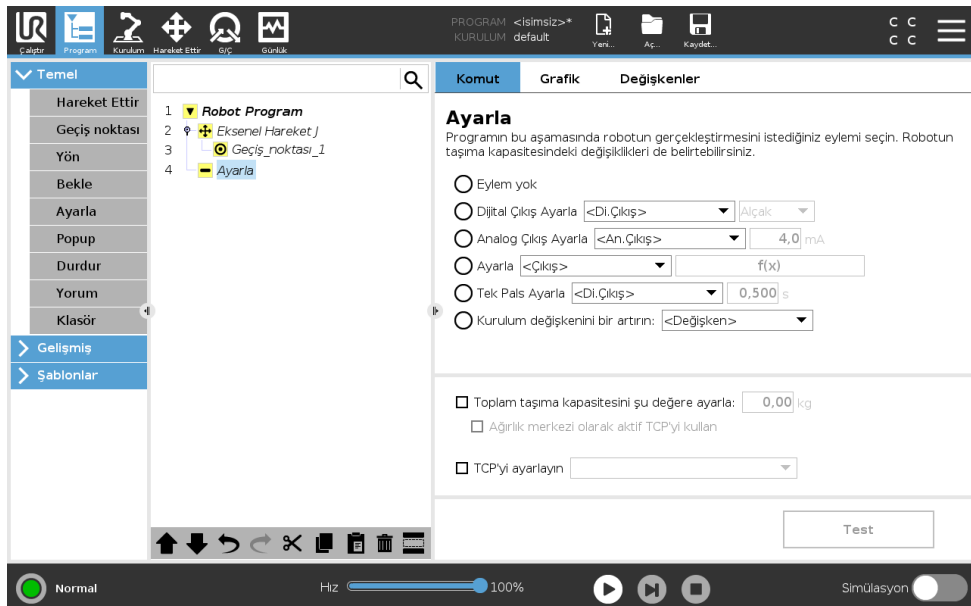 UR
Çalıştır Program Kurulum Hareket Ettir G/Ç Günlük
PROGRAM <isimsiz>*
KURULUM default
Yeni... Aç... Kaydet...
C C
C C
Temel
Hareket Ettir
Geçiş noktası
Yön
Bekle
Ayarla
Popup
Durdur
Yorum
Klasör
Gelişmiş
Şablonlar
1 Robot Program
2 Eksenel Hareket J
3 Geçiş_noktası_1
4 Ayarla
Komut Grafik Değişkenler
Ayarla
Programın bu aşamasında robotun gerçekleştirmesini istediğiniz eylemi seçin. Robotun
taşıma kapasitesindeki değişiklikleri de belirtebilirsiniz.
Eylem yok
Dijital Çıkış Ayarla <Di.Çıkış> Alçak
Analog Çıkış Ayarla <An.Çıkış> 4,0 mA
Ayarla <Çıkış> f(x)
Tek Pals Ayarla <Di.Çıkış> 0,500 s
Kurulum değişkenini bir artırın: <Değişken>
Toplam taşıma kapasitesini şu değere ayarla: 0,00 kg
Ağırlık merkezi olarak aktif TCP'yi kullan
TCP'yi ayarlayın
Test
Normal
Hız 100%
Simülasyon